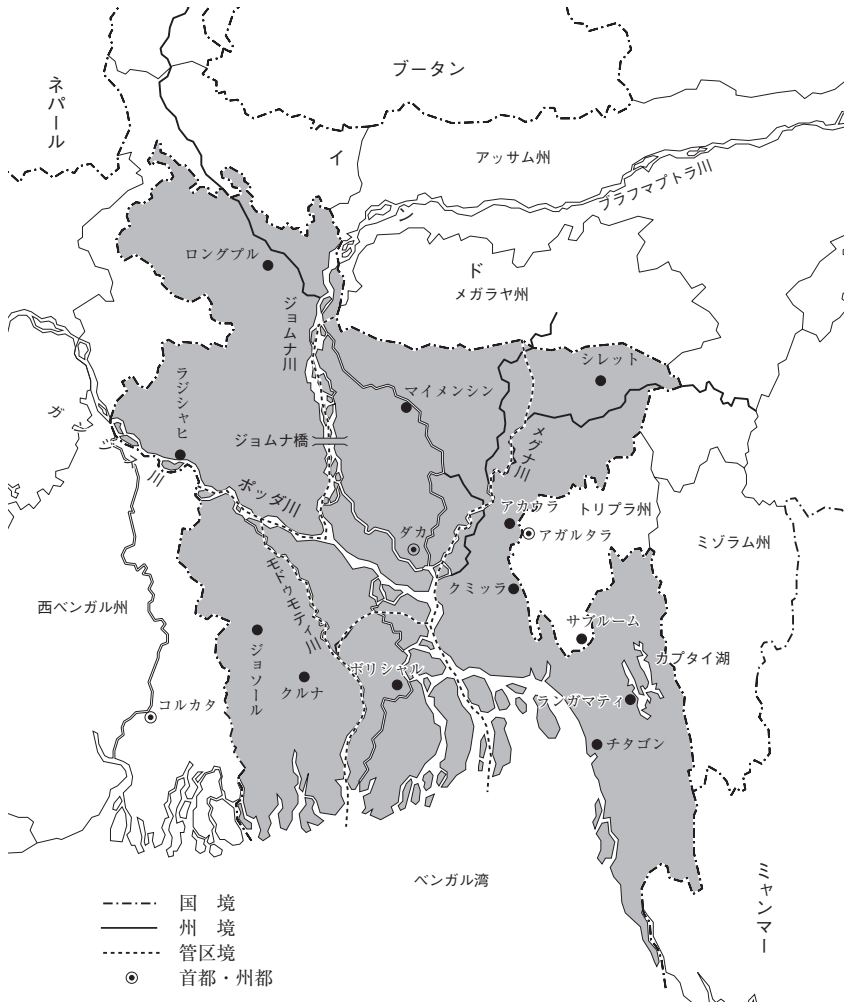 ネパール
ブータン
イ
ン
ド
アッサム州
ブラフマプトラ川
メガラヤ州
ロングプル
ジョムナ川
シレット
マイメンシン
ラジシャヒ
ガンジス川
ジョムナ橋
メグナ川
ポッダ川
アカウラ
トリプラ州
ダカ
アガルタラ
ミゾラム州
クミッラ
モドゥモティ川
西ベンガル州
サブルーム
カプタイ湖
ジョソール
ボリシャル
クルナ
ランガマティ
コルカタ
チタゴン
ベンガル湾
ミャンマー
国 境
州 境
管区境
首都・州都